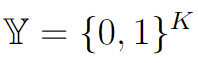 𝕐 = {0, 1}ᴷ